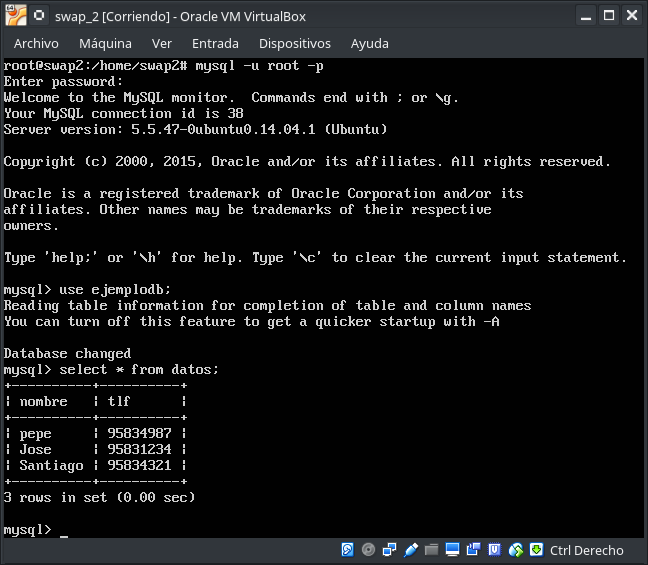 swap_2 [Corriendo] - Oracle VM VirtualBox
Archivo Máquina Ver Entrada Dispositivos Ayuda
root@swap2:/home/swap2# mysql -u root -p
Enter password:
Welcome to the MySQL monitor.  Commands end with ; or \g.
Your MySQL connection id is 38
Server version: 5.5.47-0ubuntu0.14.04.1 (Ubuntu)
Copyright (c) 2000, 2015, Oracle and/or its affiliates. All rights reserved.
Oracle is a registered trademark of Oracle Corporation and/or its
affiliates. Other names may be trademarks of their respective
owners.
Type 'help;' or '\h' for help. Type '\c' to clear the current input statement.
mysql> use ejemplodb;
Reading table information for completion of table and column names
You can turn off this feature to get a quicker startup with -A
Database changed
mysql> select * from datos;
+----------+----------+
| nombre   | tlf      |
+----------+----------+
| pepe     | 95834987 |
| Jose     | 95831234 |
| Santiago | 95834321 |
+----------+----------+
3 rows in set (0.00 sec)
mysql> _
Ctrl Derecho